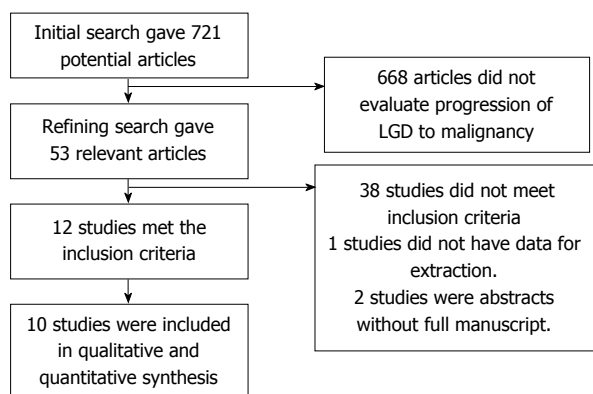 Initial search gave 721
potential articles
668 articles did not
evaluate progression of
LGD to malignancy
Refining search gave
53 relevant articles
38 studies did not meet
inclusion criteria
1 studies did not have data for
extraction.
2 studies were abstracts
without full manuscript.
12 studies met the
inclusion criteria
10 studies were included
in qualitative and
quantitative synthesis